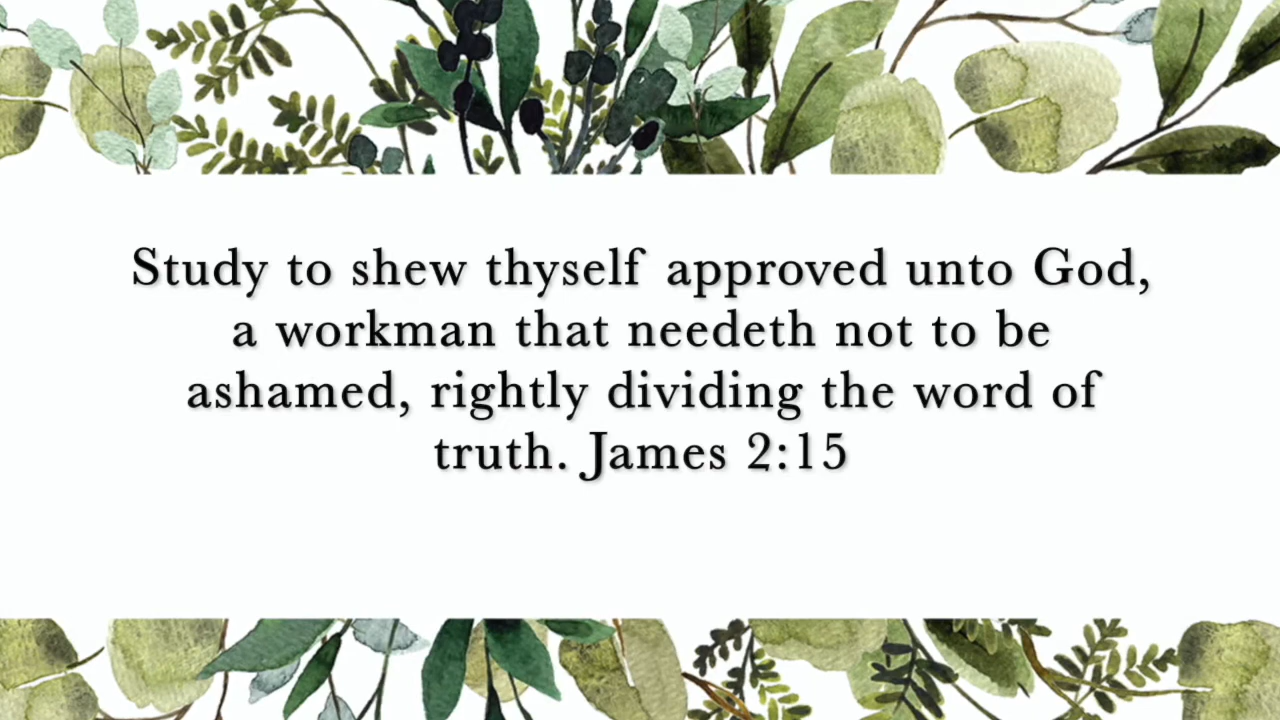 Study to shew thyself approved unto God,
a workman that needeth not to be
ashamed, rightly dividing the word of
truth. James 2:15